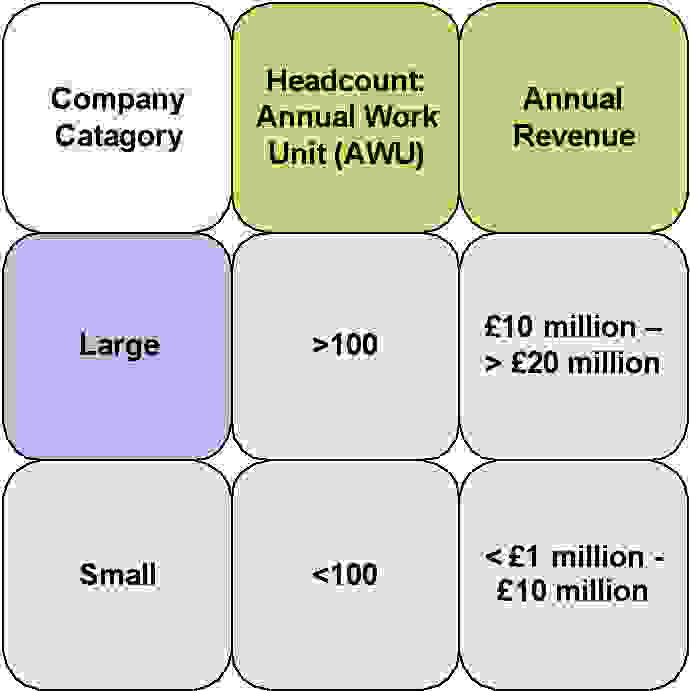 Company
Catagory
Headcount:
Annual Work
Unit (AWU)
Annual
Revenue
Large
>100
£10 million –
> £20 million
Small
<100
< £1 million -
£10 million